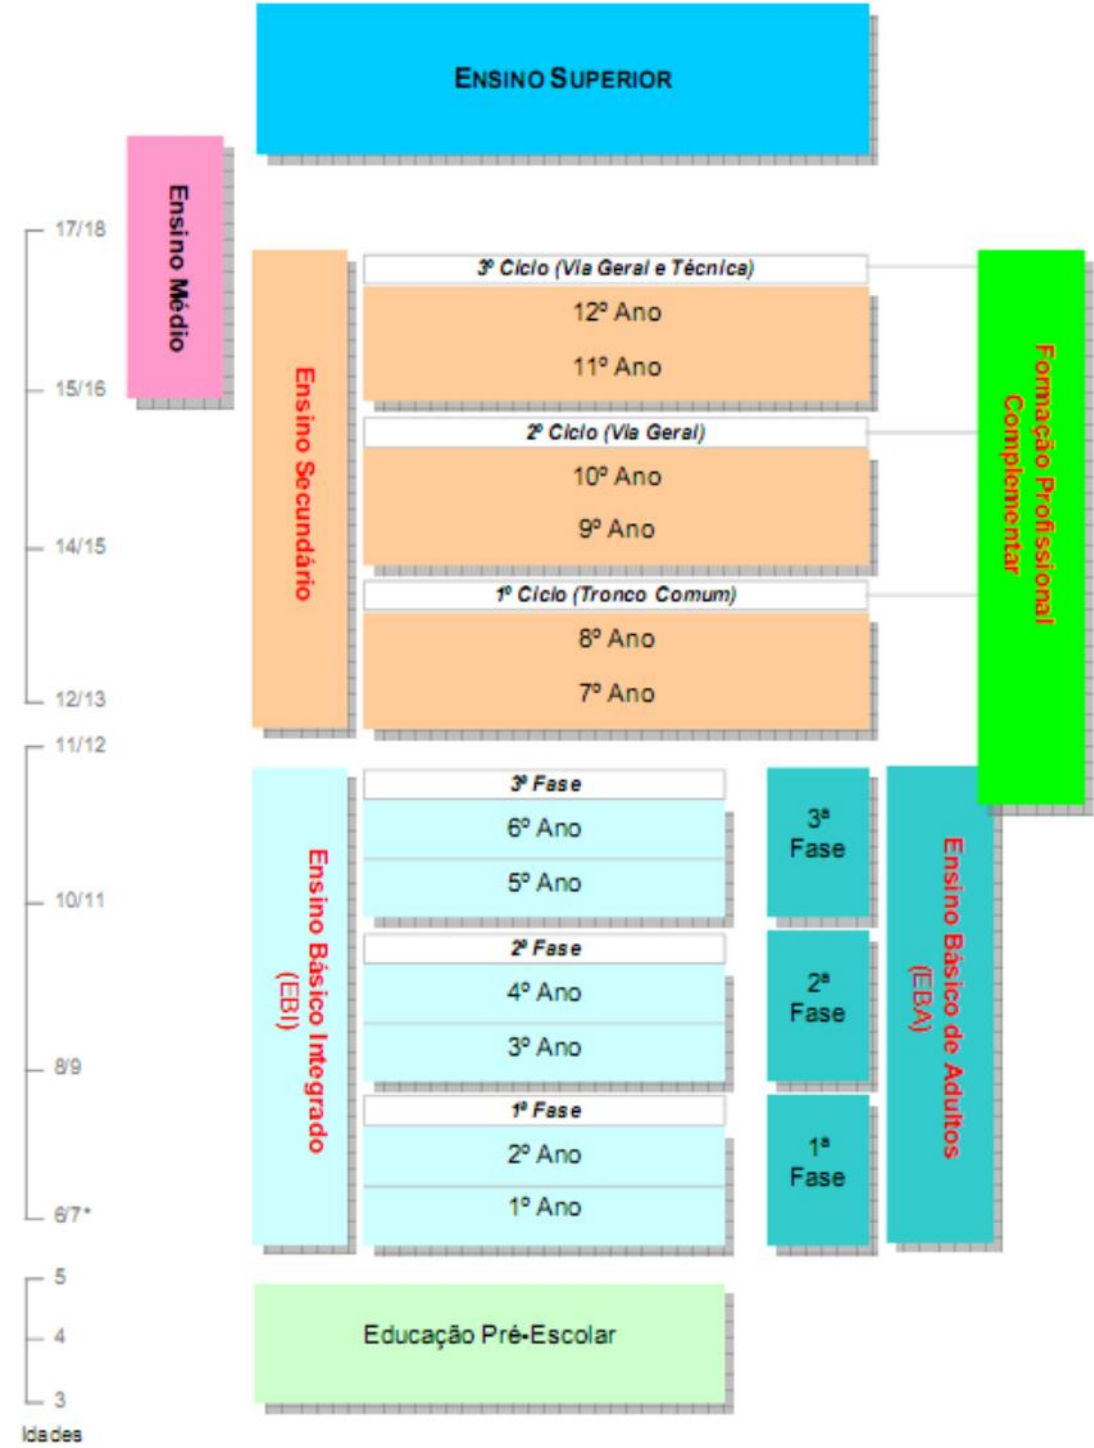 ENSINO SUPERIOR
Ensino Médio
17/18
15/16
14/15
12/13
11/12
10/11
8/9
6/7*
5
4
3
Idades
Ensino Secundário
3º Ciclo (Via Geral e Técnica)
12º Ano
11º Ano
2º Ciclo (Via Geral)
10º Ano
9º Ano
1º Ciclo (Tronco Comum)
8º Ano
7º Ano
Formação Profissional
Complementar
Ensino Básico Integrado
(EBI)
3ª Fase
6º Ano
5º Ano
2ª Fase
4º Ano
3º Ano
1ª Fase
2º Ano
1º Ano
3ª
Fase
2ª
Fase
1ª
Fase
Ensino Básico de Adultos
(EBA)
Educação Pré-Escolar